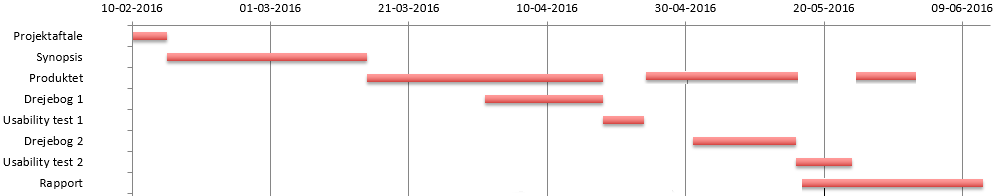 10-02-2016 01-03-2016 21-03-2016 10-04-2016 30-04-2016 20-05-2016 09-06-2016
Projektaftale
Synopsis
Produktet
Drejebog 1
Usability test 1
Drejebog 2
Usability test 2
Rapport